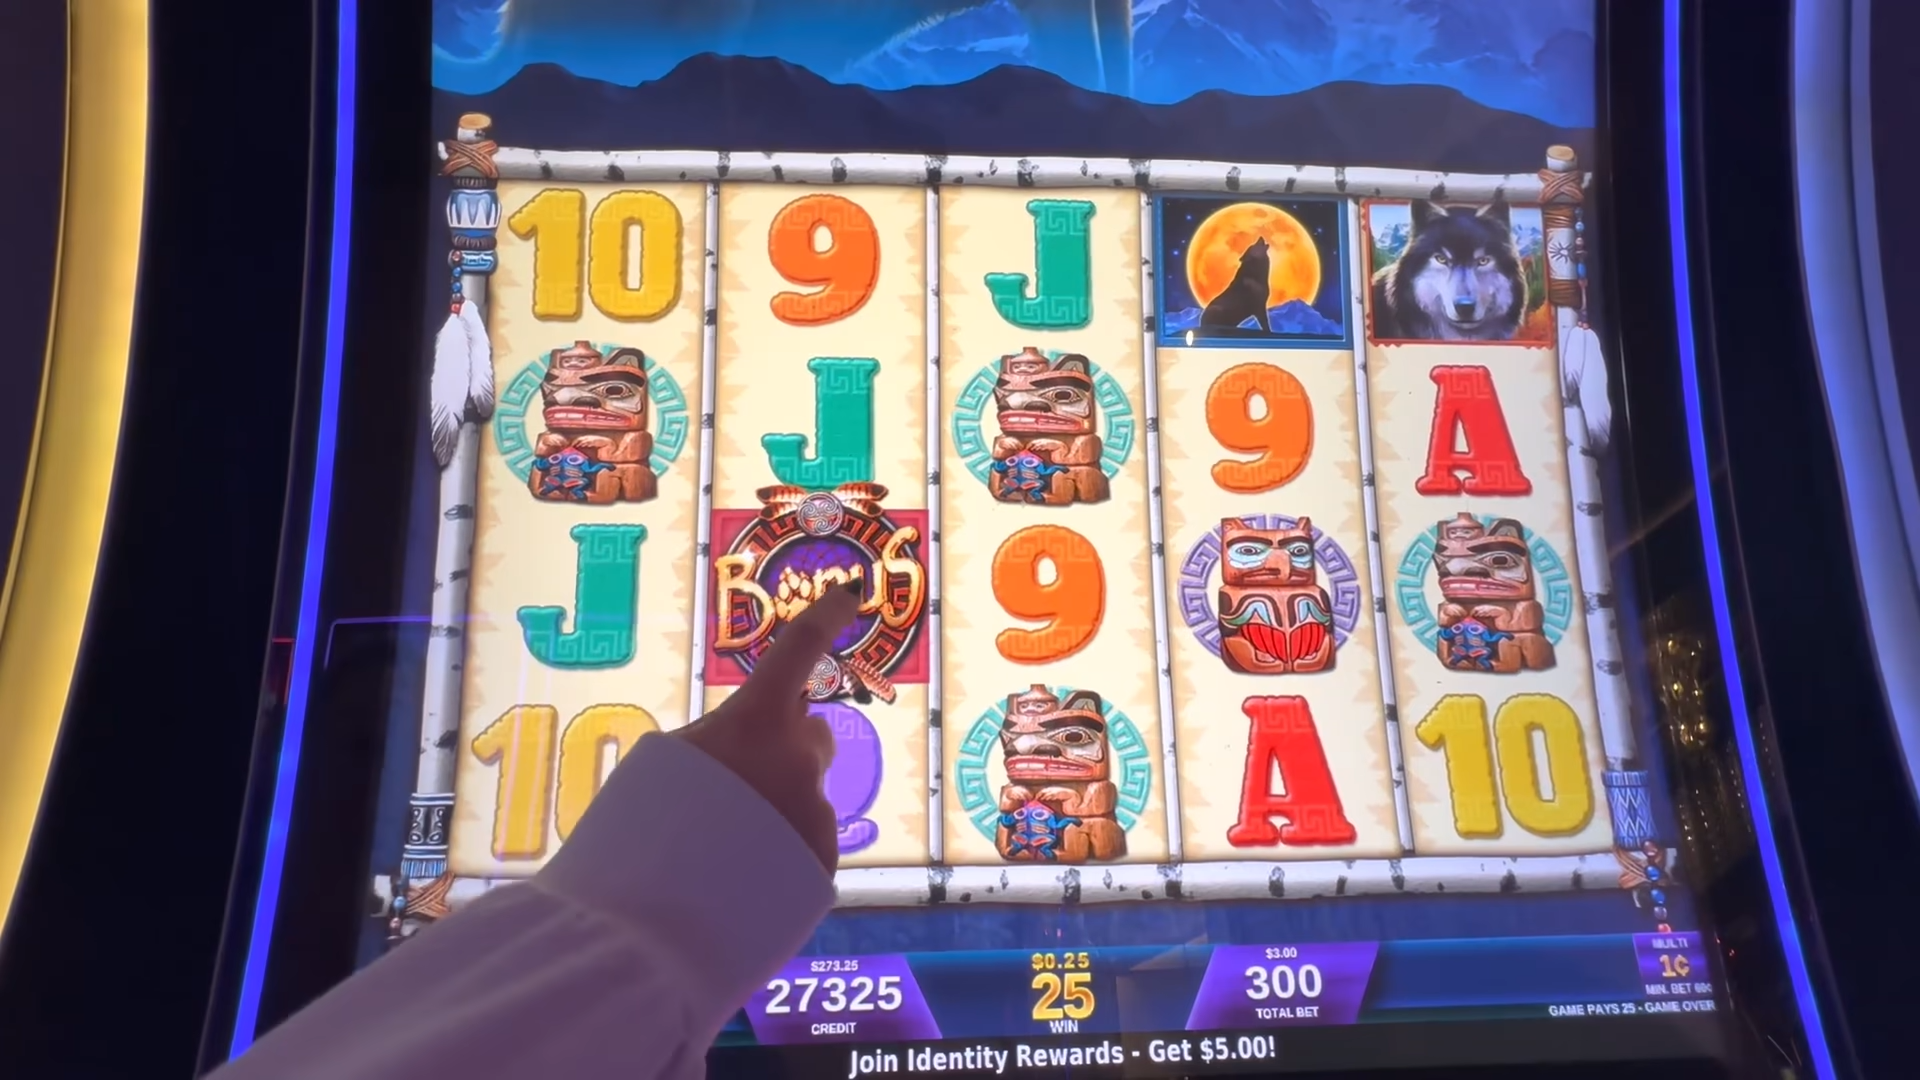 10 9 J
J 9 A
J BONUS 9
10 Q A 10
$273.25
27325
CREDIT
$0.25
25
WIN
$3.00
300
TOTAL BET
MULTI
1¢
MIN. BET 60¢
GAME PAYS 25 - GAME OVER
Join Identity Rewards - Get $5.00!